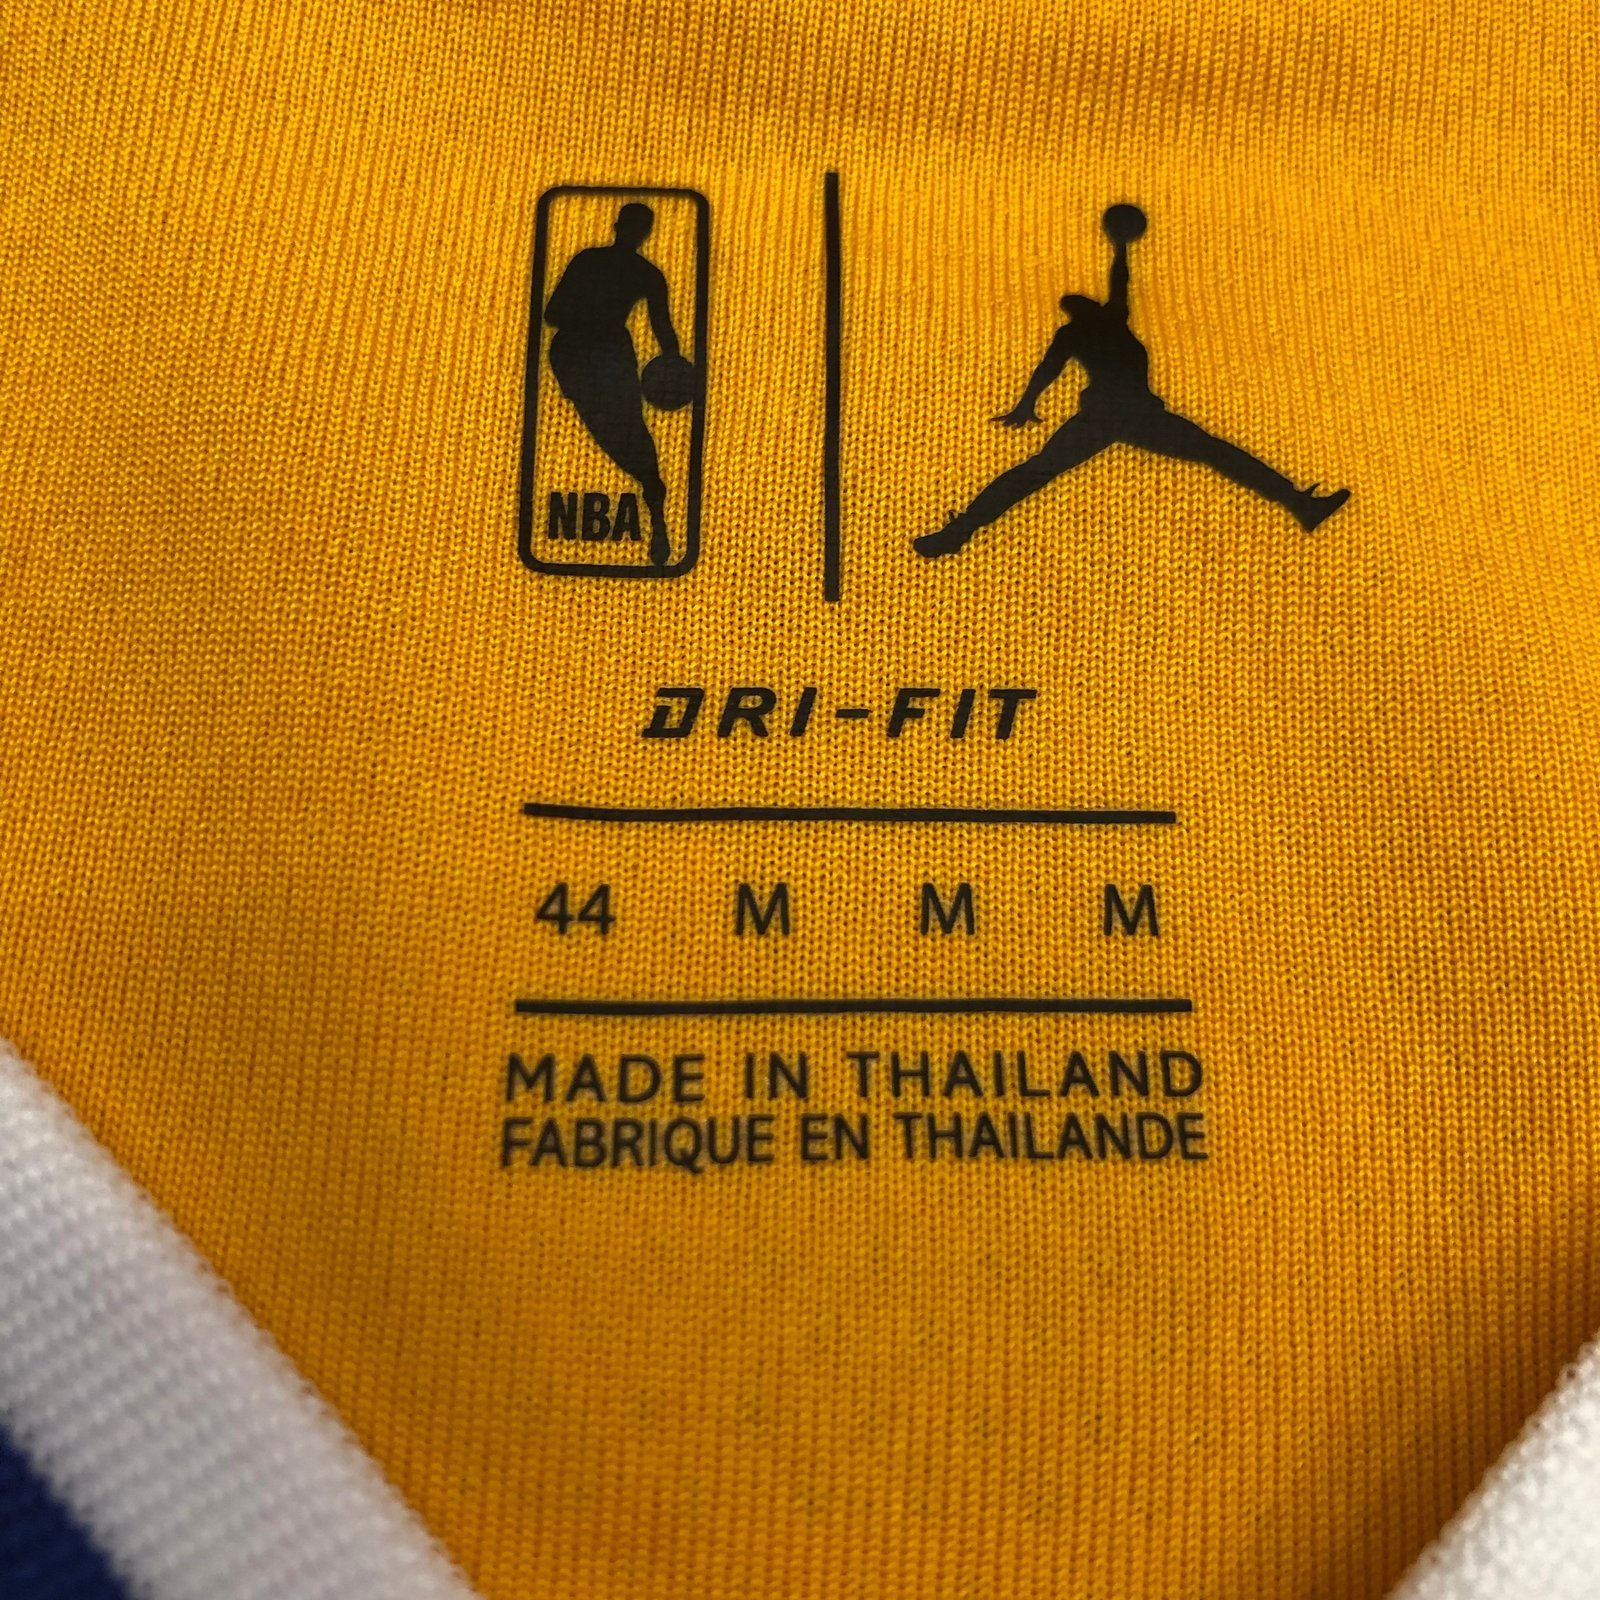 NBA
DRI-FIT
44 M M M
MADE IN THAILAND
FABRIQUE EN THAILANDE